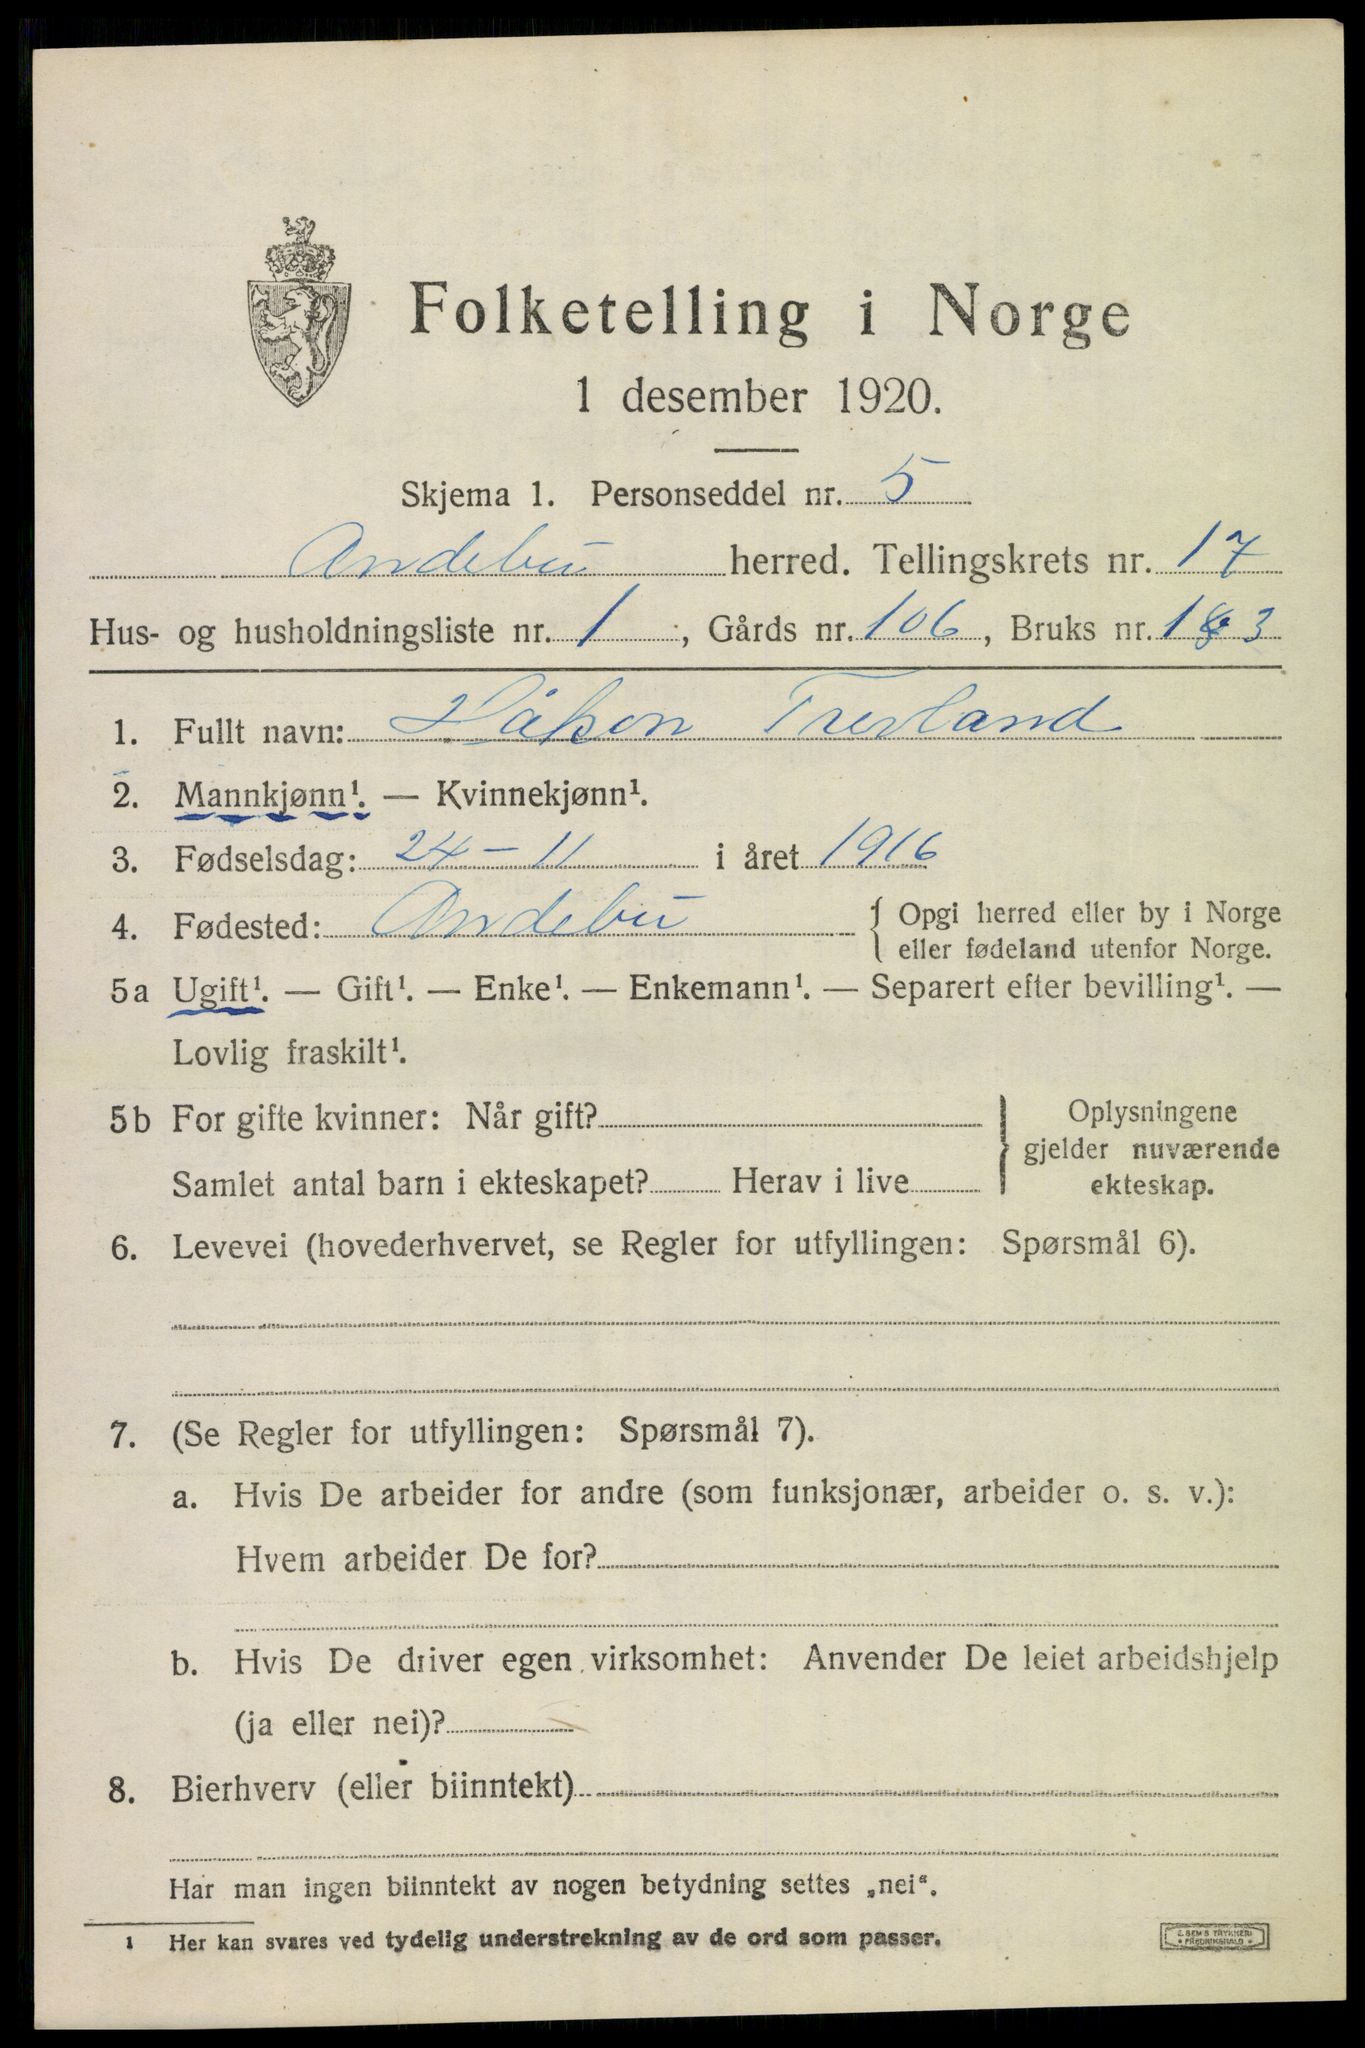 Folketelling i Norge
1 desember 1920.
Skjema 1. Personseddel nr. 5
Andebu herred. Tellingskrets nr. 17
Hus- og husholdningsliste nr. 1, Gårds nr. 106, Bruks nr. 1 3
1. Fullt navn: Håkon
2. Mannkjønn¹. — Kvinnekjønn¹.
3. Fødselsdag: 24 - 11 i året 1916
4. Fødested: Andebu { Opgi herred eller by i Norge
eller fødeland utenfor Norge.
5a Ugift¹. — Gift¹. — Enke¹. — Enkemann¹. — Separert efter bevilling¹. —
Lovlig fraskilt¹.
5b For gifte kvinner: Når gift?
Samlet antal barn i ekteskapet? Herav i live
} Oplysningene
gjelder nuværende
ekteskap.
6. Levevei (hovederhvervet, se Regler for utfyllingen: Spørsmål 6).
7. (Se Regler for utfyllingen: Spørsmål 7).
a. Hvis De arbeider for andre (som funksjonær, arbeider o. s. v.):
Hvem arbeider De for?
b. Hvis De driver egen virksomhet: Anvender De leiet arbeidshjelp
(ja eller nei)?
8. Bierhverv (eller biinntekt)
Har man ingen biinntekt av nogen betydning settes „nei“.
1 Her kan svares ved tydelig understrekning av de ord som passer.
E. SEM'S TRYKKERI
FREDRIKSHALD